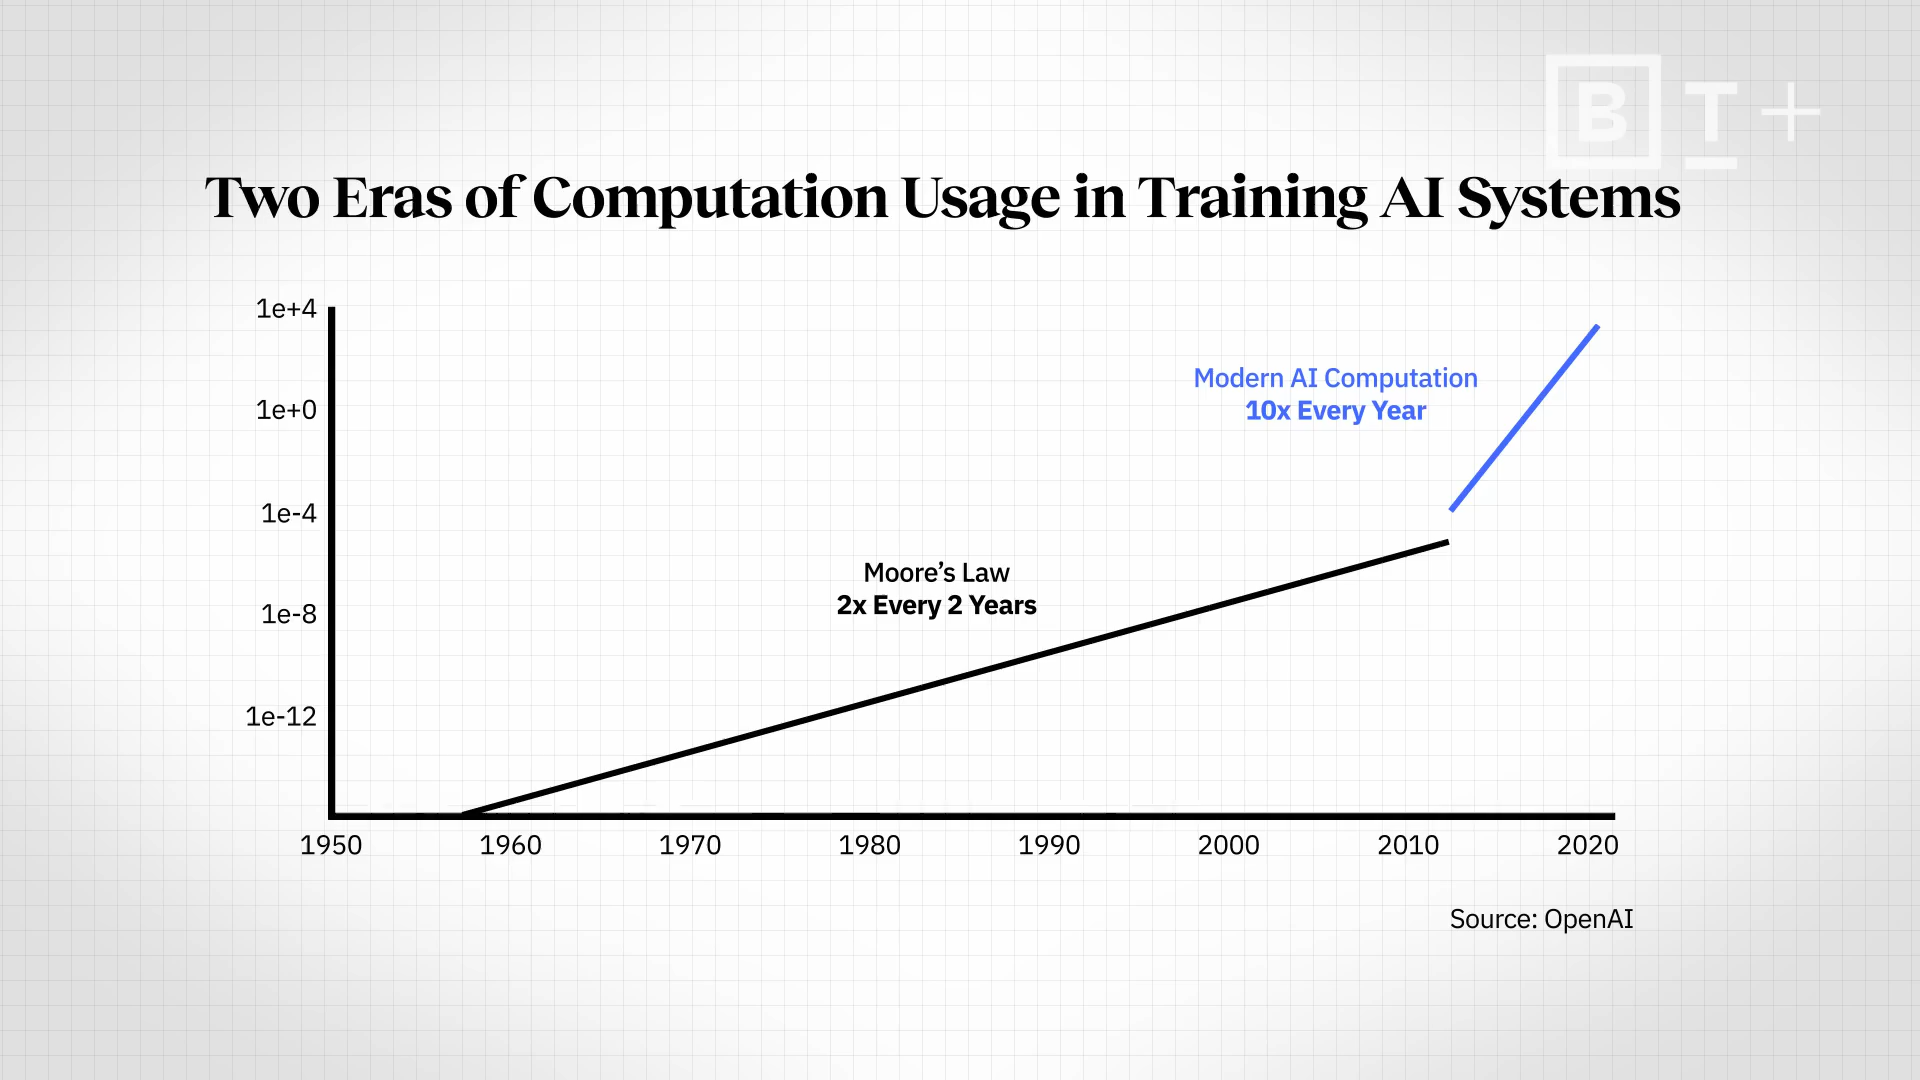 BT+
Two Eras of Computation Usage in Training AI Systems
1e+4
1e+0
1e-4
1e-8
1e-12
Modern AI Computation
10x Every Year
Moore’s Law
2x Every 2 Years
1950 1960 1970 1980 1990 2000 2010 2020
Source: OpenAI